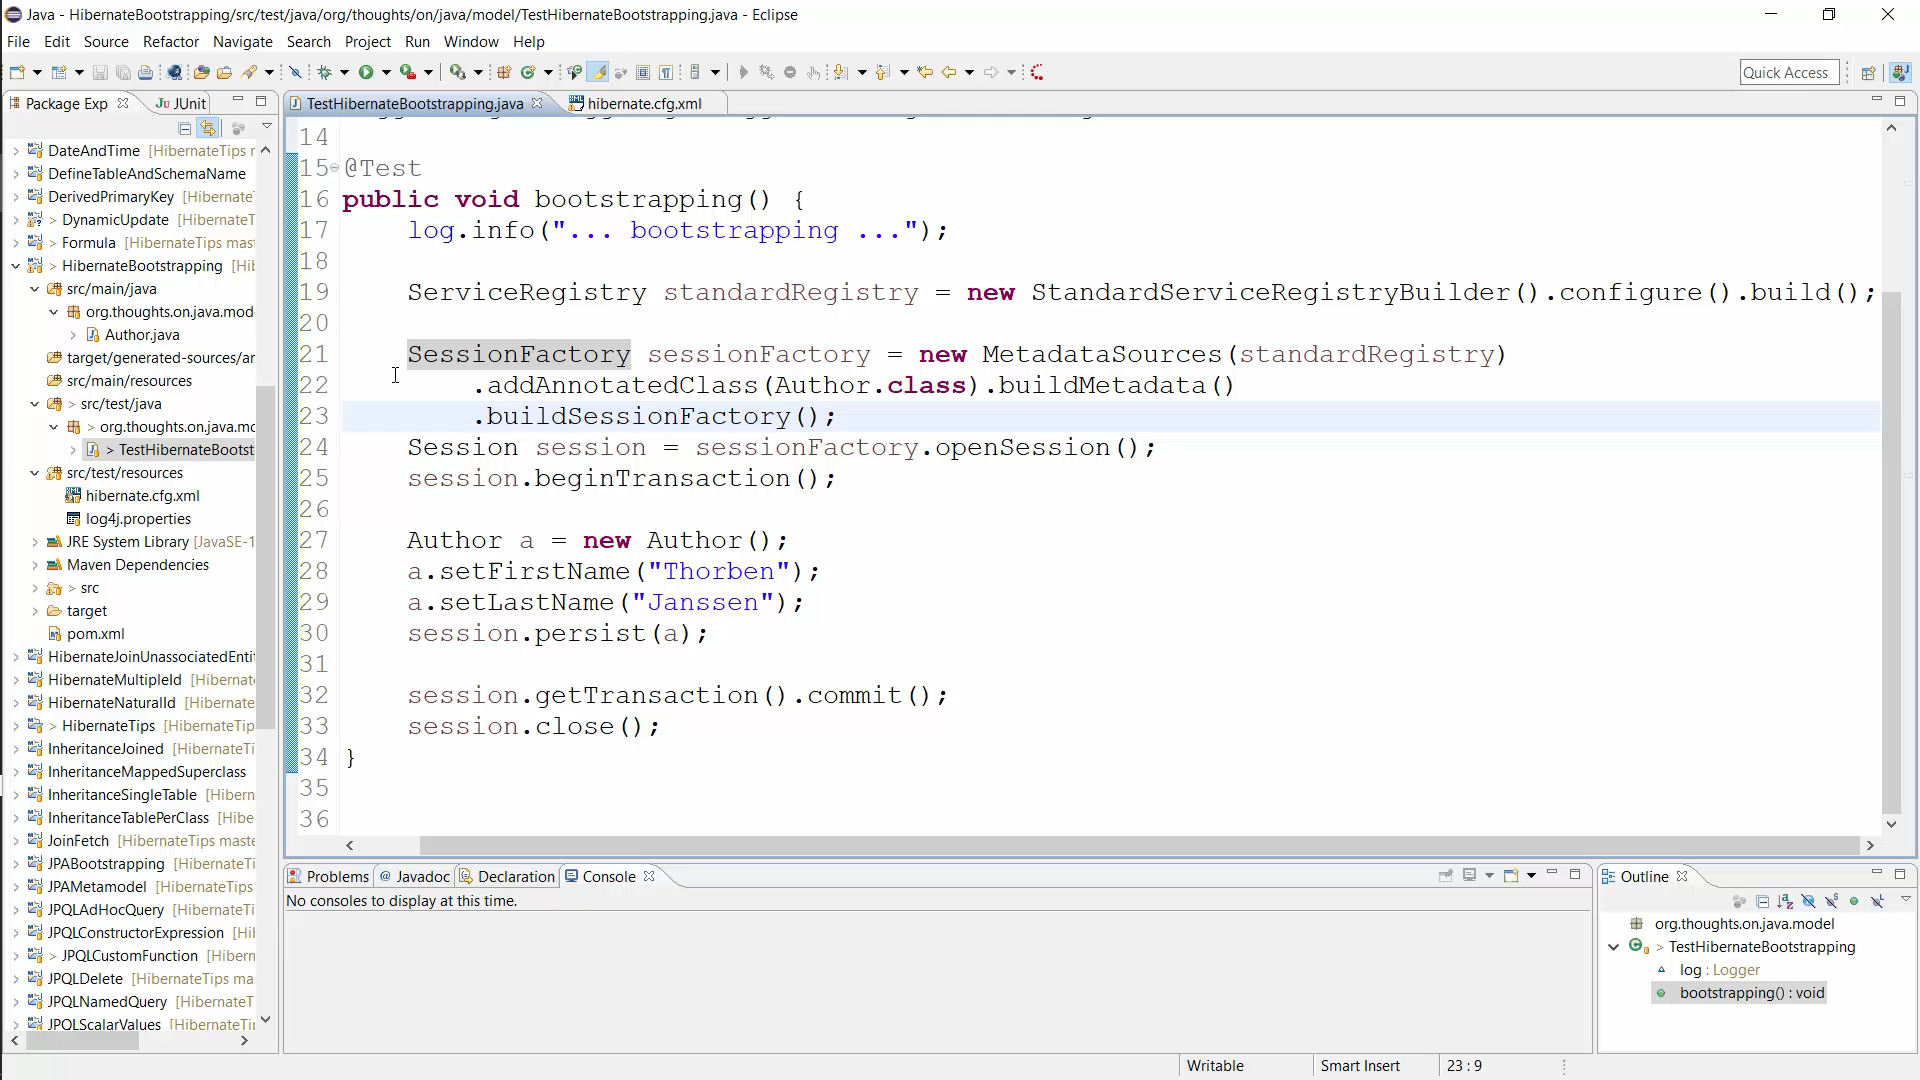 Java - HibernateBootstrapping/src/test/java/org/thoughts/on/java/model/TestHibernateBootstrapping.java - Eclipse
File Edit Source Refactor Navigate Search Project Run Window Help
Quick Access
Package Exp
JUnit
DateAndTime [HibernateTips r
DefineTableAndSchemaName
DerivedPrimaryKey [Hibernate
> DynamicUpdate [HibernateT
> Formula [HibernateTips mas
> HibernateBootstrapping [Hib
src/main/java
org.thoughts.on.java.mod
Author.java
target/generated-sources/an
src/main/resources
> src/test/java
> org.thoughts.on.java.mo
> TestHibernateBootst
src/test/resources
hibernate.cfg.xml
log4j.properties
JRE System Library [JavaSE-1
Maven Dependencies
> src
target
pom.xml
HibernateJoinUnassociatedEnti
HibernateMultipleId [Hibernat
HibernateNaturalId [Hibernate
> HibernateTips [HibernateTip
InheritanceJoined [HibernateTi
InheritanceMappedSuperclass
InheritanceSingleTable [Hibern
InheritanceTablePerClass [Hibe
JoinFetch [HibernateTips maste
JPABootstrapping [HibernateTi
JPAMetamodel [HibernateTips
JPQLAdHocQuery [HibernateTi
JPQLConstructorExpression [Hi
> JPQLCustomFunction [Hibern
JPQLDelete [HibernateTips ma
JPQLNamedQuery [HibernateTi
JPQLScalarValues [HibernateTi
TestHibernateBootstrapping.java
hibernate.cfg.xml
14
15 @Test
16 public void bootstrapping() {
17 log.info("... bootstrapping ...");
18
19 ServiceRegistry standardRegistry = new StandardServiceRegistryBuilder().configure().build();
20
21 SessionFactory sessionFactory = new MetadataSources(standardRegistry)
22 .addAnnotatedClass(Author.class).buildMetadata()
23 .buildSessionFactory();
24 Session session = sessionFactory.openSession();
25 session.beginTransaction();
26
27 Author a = new Author();
28 a.setFirstName("Thorben");
29 a.setLastName("Janssen");
30 session.persist(a);
31
32 session.getTransaction().commit();
33 session.close();
34 }
35
36
Problems @ Javadoc Declaration Console
No consoles to display at this time.
Outline
org.thoughts.on.java.model
> TestHibernateBootstrapping
log : Logger
bootstrapping() : void
Writable Smart Insert 23 : 9